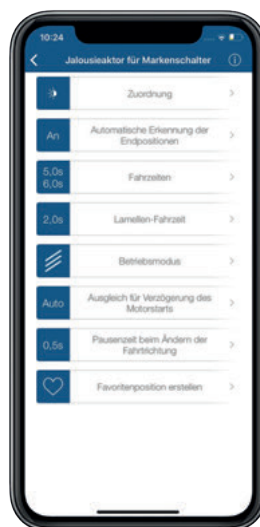 10:24
Jalousieaktor für Markenschalter
Zuordnung
An
Automatische Erkennung der
Endpositionen
5,0s
6,0s
Fahrzeiten
2,0s
Lamellen-Fahrzeit
Betriebsmodus
Auto
Ausgleich für Verzögerung des
Motorstarts
0,5s
Pausenzeit beim Ändern der
Fahrtrichtung
Favoritenposition erstellen